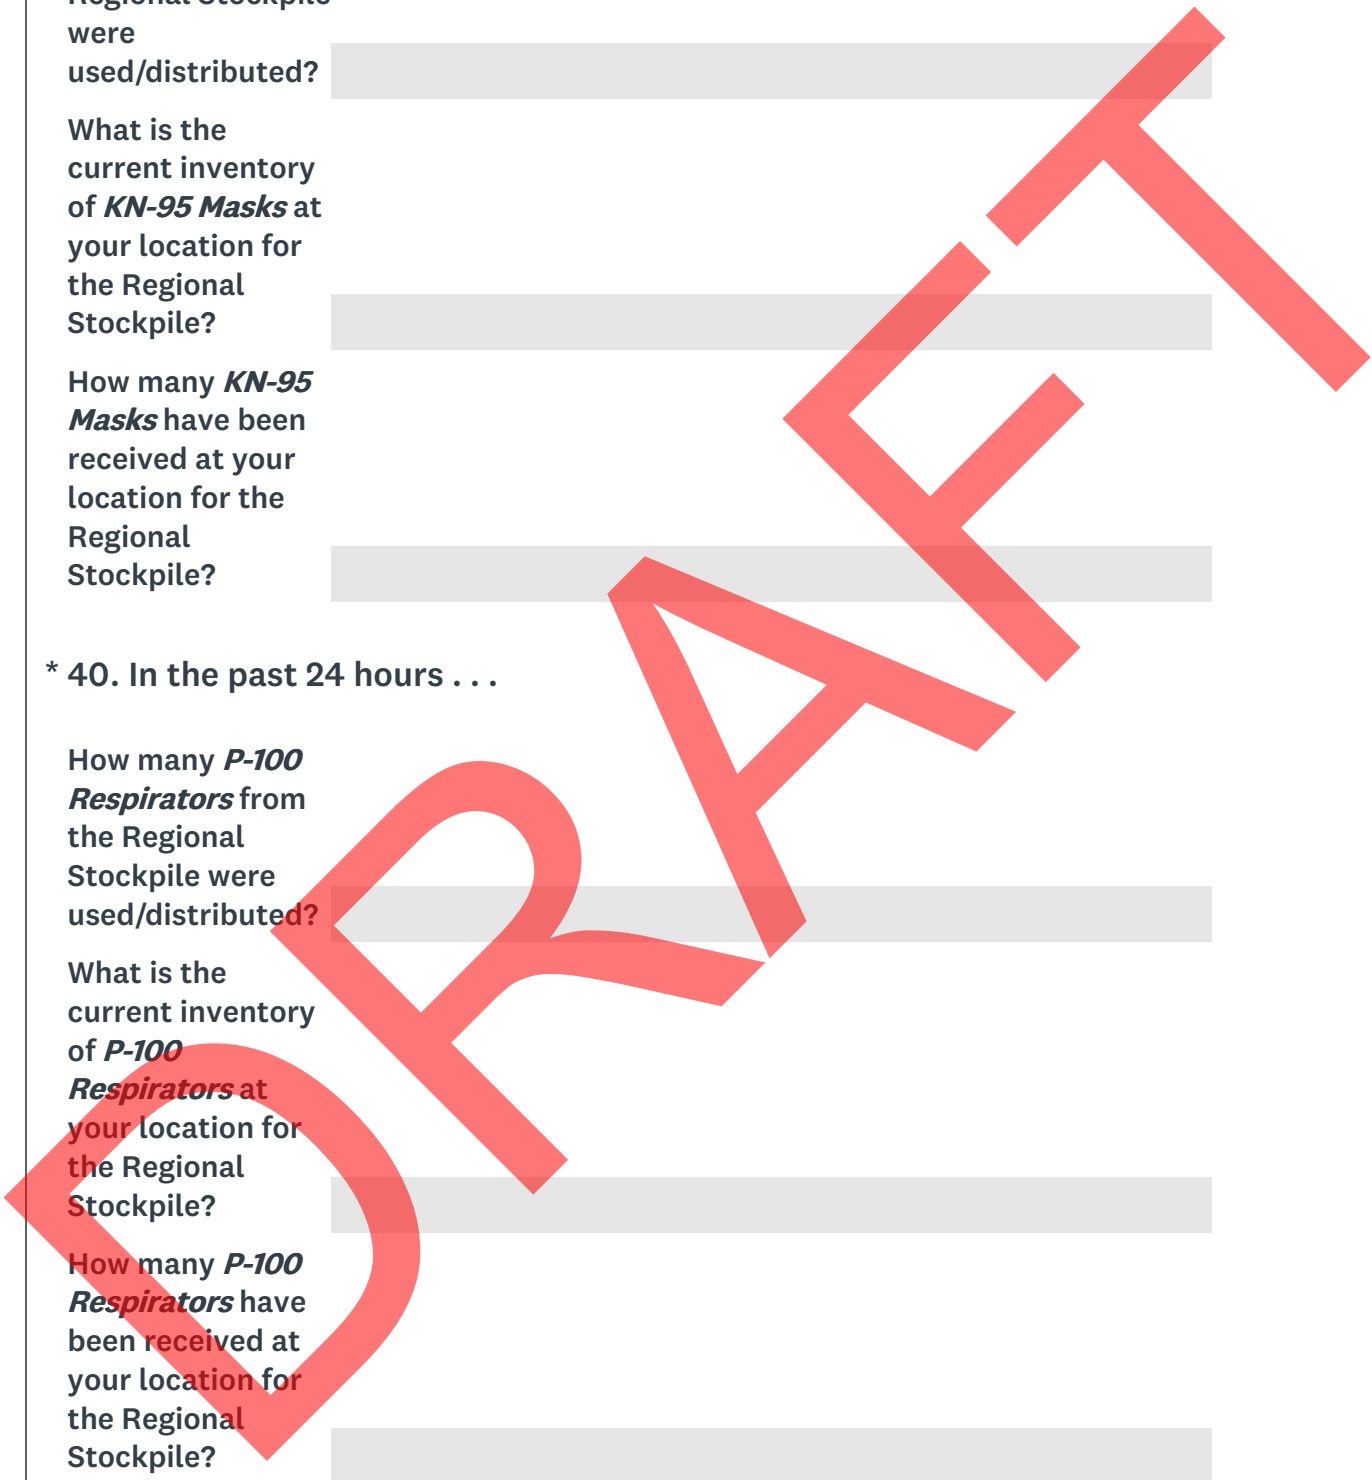 Regional Stockpile
were
used/distributed?
What is the
current inventory
of KN-95 Masks at
your location for
the Regional
Stockpile?
How many KN-95
Masks have been
received at your
location for the
Regional
Stockpile?
* 40. In the past 24 hours . . .
How many P-100
Respirators from
the Regional
Stockpile were
used/distributed?
What is the
current inventory
of P-100
Respirators at
your location for
the Regional
Stockpile?
How many P-100
Respirators have
been received at
your location for
the Regional
Stockpile?
DRAFT